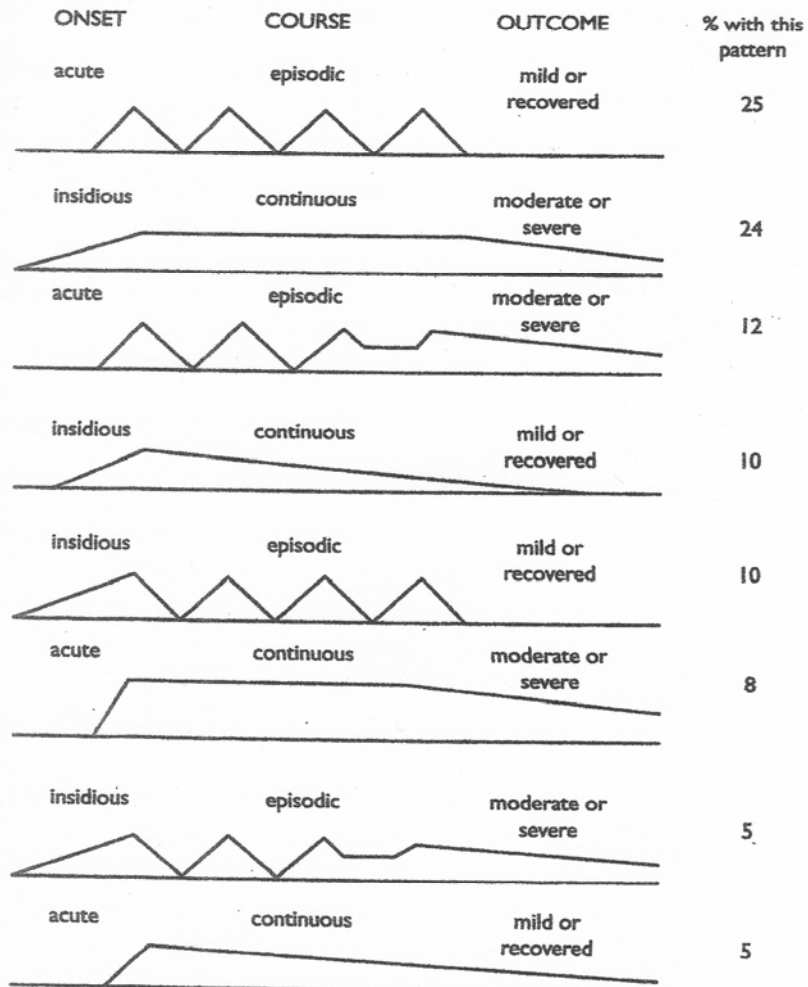 ONSET COURSE OUTCOME % with this
pattern
acute episodic mild or
recovered 25
insidious continuous moderate or
severe 24
acute episodic moderate or
severe 12
insidious continuous mild or
recovered 10
insidious episodic mild or
recovered 10
acute continuous moderate or
severe 8
insidious episodic moderate or
severe 5
acute continuous mild or
recovered 5